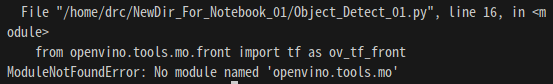 File "/home/drc/NewDir_For_Notebook_01/Object_Detect_01.py", line 16, in <m
odule>
from openvino.tools.mo.front import tf as ov_tf_front
ModuleNotFoundError: No module named 'openvino.tools.mo'